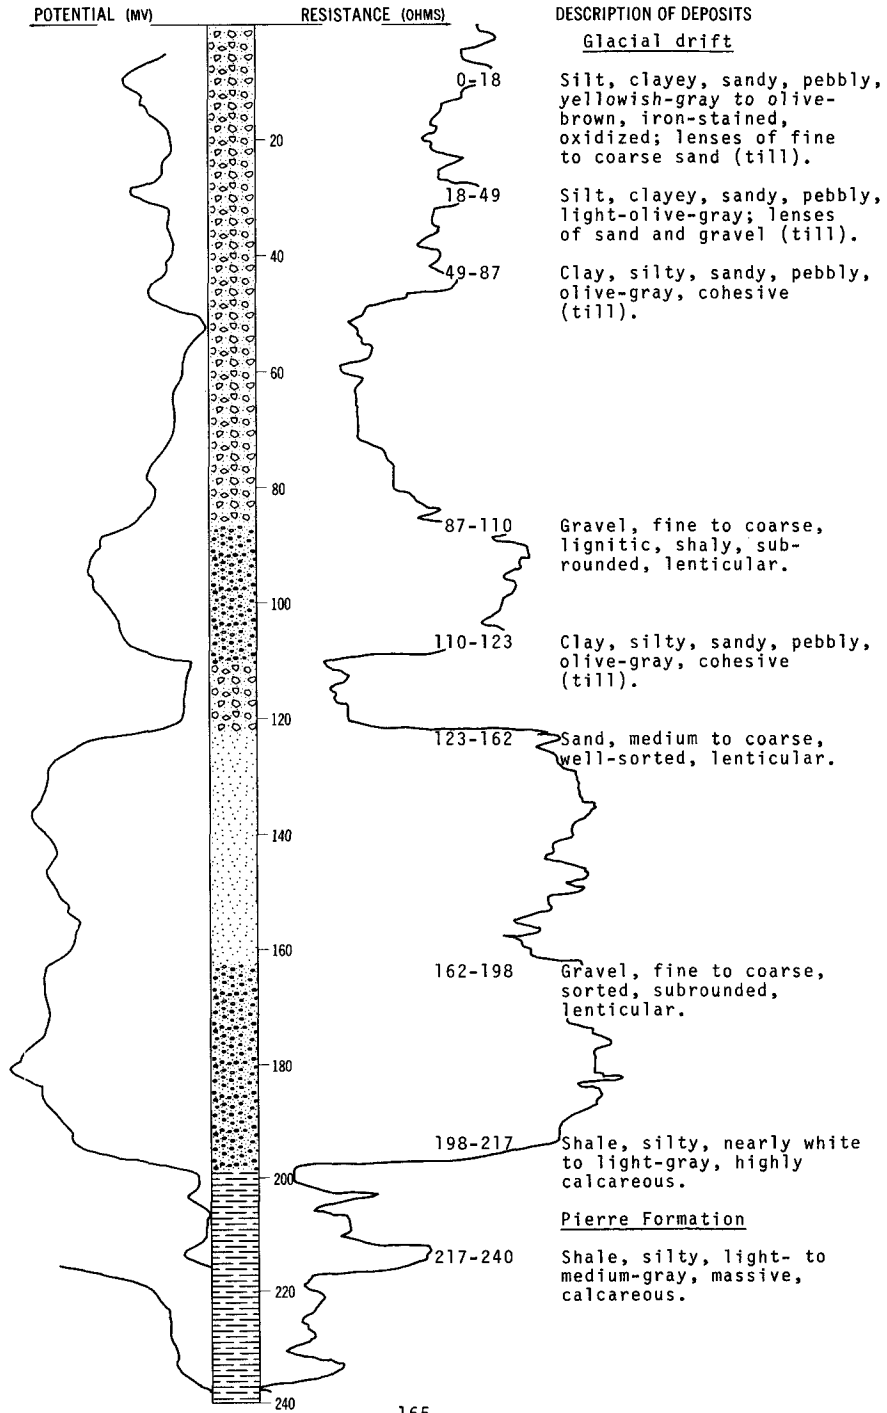 POTENTIAL (MV) RESISTANCE (OHMS) DESCRIPTION OF DEPOSITS
Glacial drift
0-18 Silt, clayey, sandy, pebbly,
yellowish-gray to olive-
brown, iron-stained,
oxidized; lenses of fine
to coarse sand (till).
20
18-49 Silt, clayey, sandy, pebbly,
light-olive-gray; lenses
of sand and gravel (till).
40
49-87 Clay, silty, sandy, pebbly,
olive-gray, cohesive
(till).
60
80
87-110 Gravel, fine to coarse,
lignitic, shaly, sub-
rounded, lenticular.
100
110-123 Clay, silty, sandy, pebbly,
olive-gray, cohesive
(till).
120
123-162 Sand, medium to coarse,
well-sorted, lenticular.
140
160
162-198 Gravel, fine to coarse,
sorted, subrounded,
lenticular.
180
198-217 Shale, silty, nearly white
to light-gray, highly
calcareous.
200
Pierre Formation
217-240 Shale, silty, light- to
medium-gray, massive,
calcareous.
220
240
165